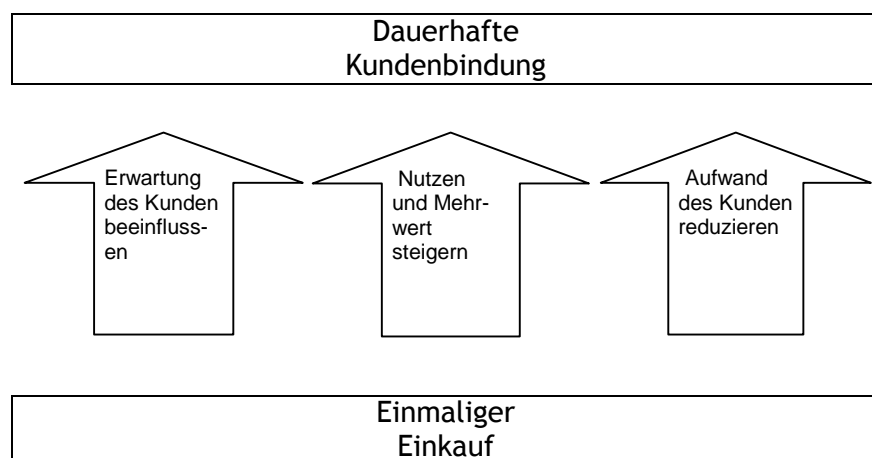 Dauerhafte
Kundenbindung
Erwartung
des Kunden
beeinfluss-
en
Nutzen
und Mehr-
wert
steigern
Aufwand
des Kunden
reduzieren
Einmaliger
Einkauf